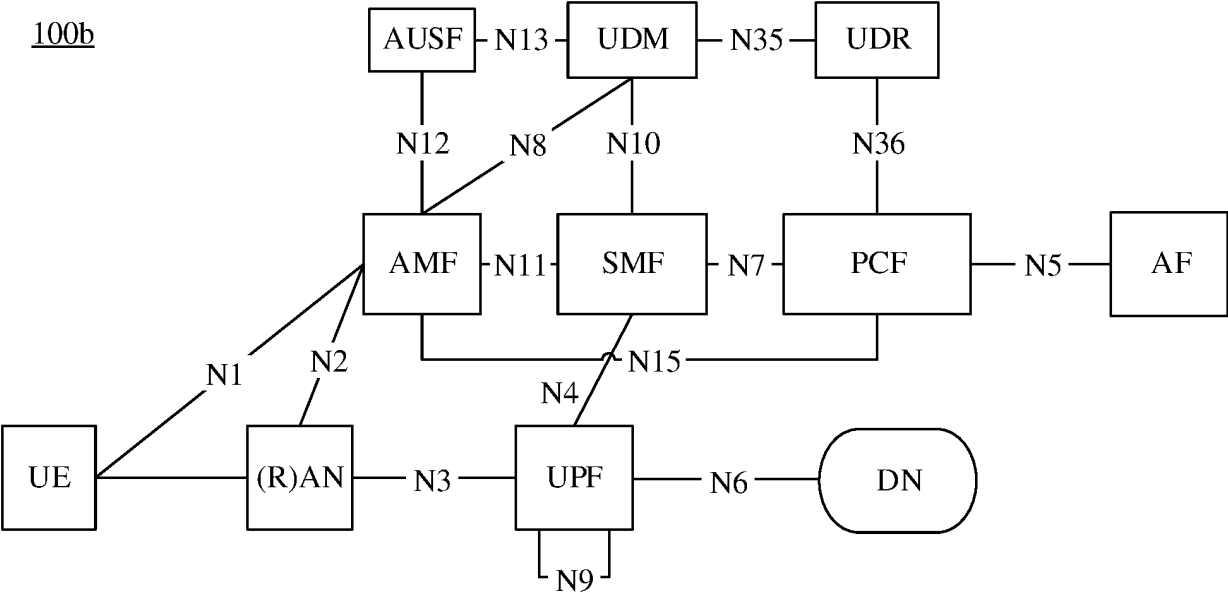 100b
AUSF N13 UDM N35 UDR
N12 N8 N10 N36
AMF N11 SMF N7 PCF N5 AF
N1 N2 N4 N15
UE (R)AN N3 UPF N6 DN
N9